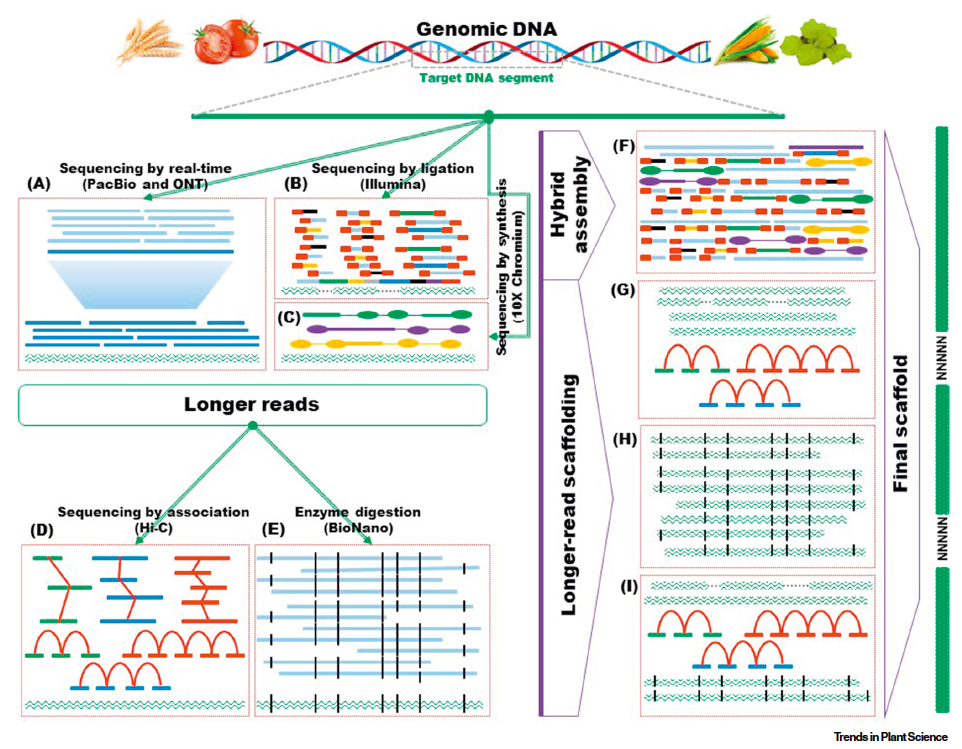 Genomic DNA
Target DNA segment
Sequencing by real-time
(A)
(PacBio and ONT)
Sequencing by ligation
(B)
(Illumina)
Sequencing by synthesis
(10X Chromium)
(C)
Longer reads
Sequencing by association
(D)
(Hi-C)
Enzyme digestion
(E)
(BioNano)
Hybrid
assembly
Longer-read scaffolding
(F)
(G)
(H)
(I)
Final scaffold
NNNNN
NNNNN
Trends in Plant Science